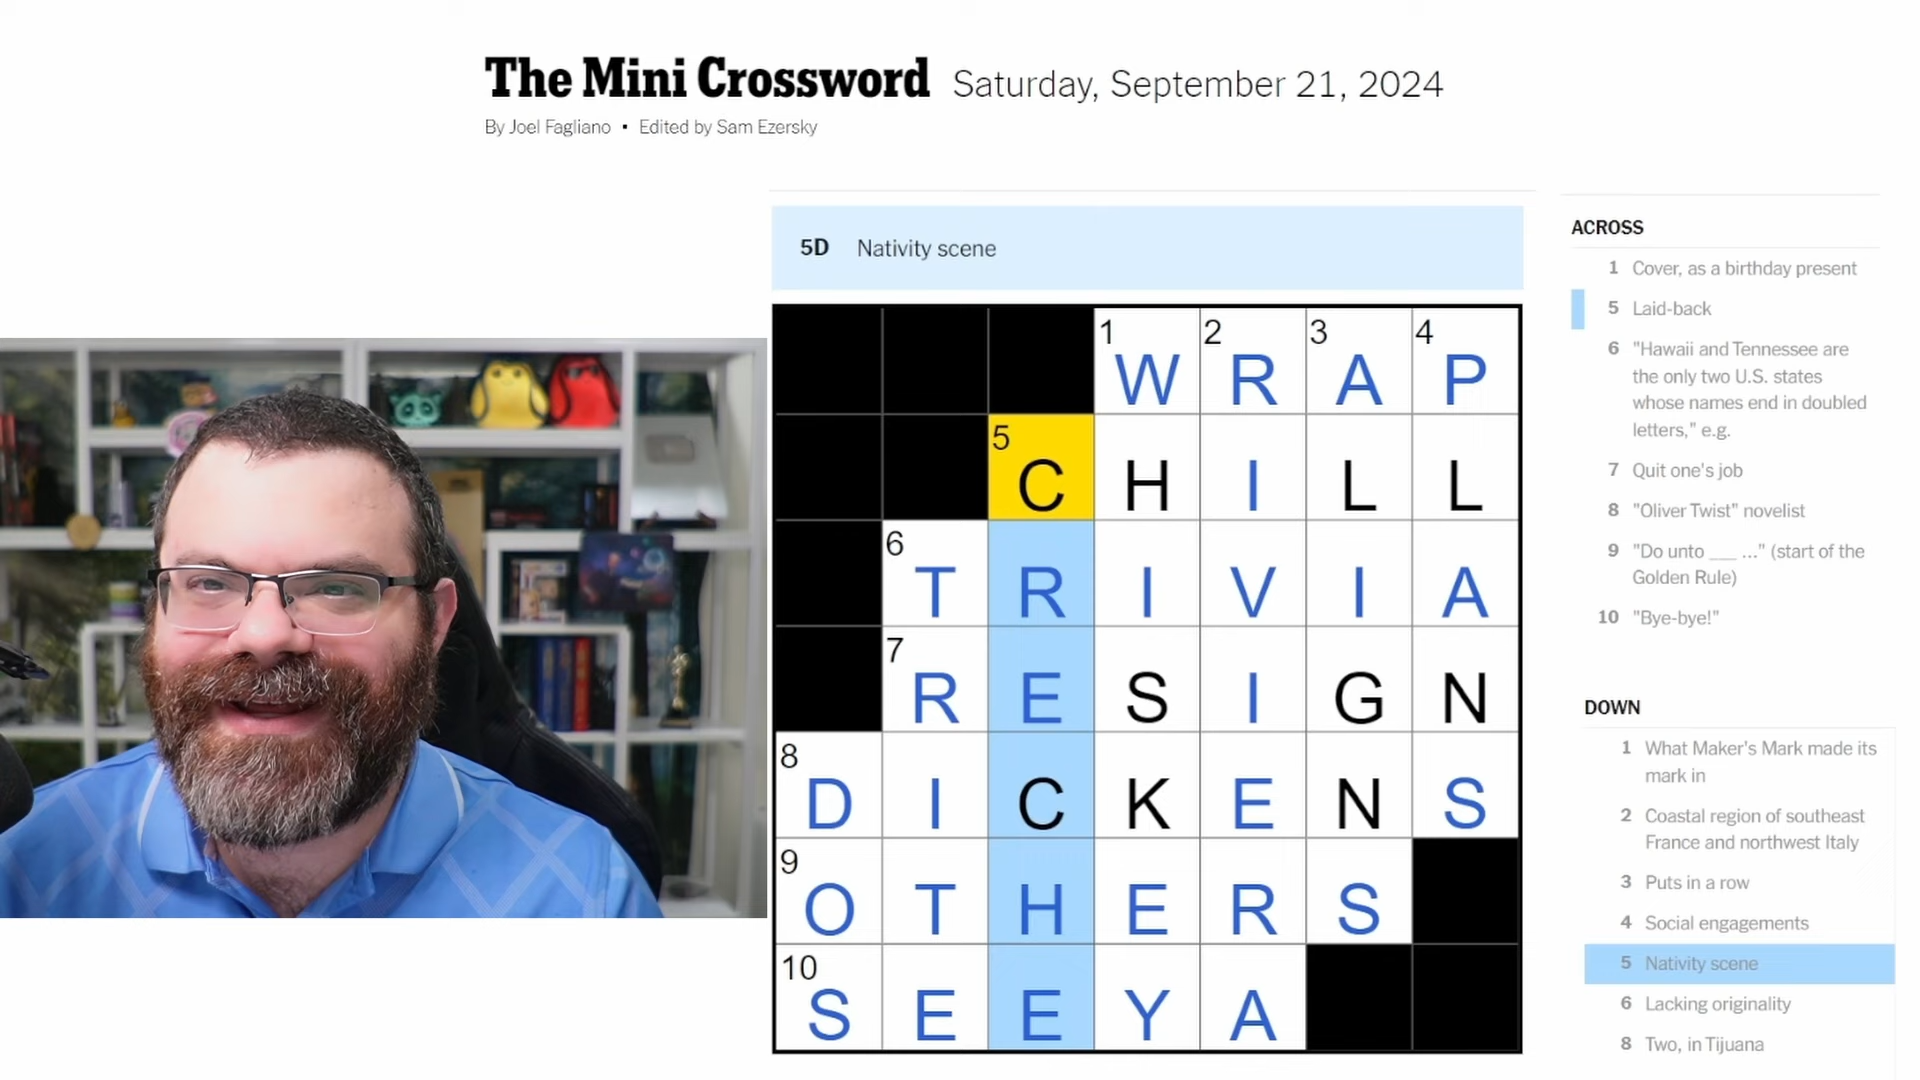 The Mini Crossword Saturday, September 21, 2024
By Joel Fagliano • Edited by Sam Ezersky
5D Nativity scene
1 2 3 4
W R A P
5
C H I L L
6
T R I V I A
7
R E S I G N
8
D I C K E N S
9
O T H E R S
10
S E E Y A
ACROSS
1 Cover, as a birthday present
5 Laid-back
6 "Hawaii and Tennessee are
the only two U.S. states
whose names end in doubled
letters," e.g.
7 Quit one's job
8 "Oliver Twist" novelist
9 "Do unto ___ ..." (start of the
Golden Rule)
10 "Bye-bye!"
DOWN
1 What Maker's Mark made its
mark in
2 Coastal region of southeast
France and northwest Italy
3 Puts in a row
4 Social engagements
5 Nativity scene
6 Lacking originality
8 Two, in Tijuana